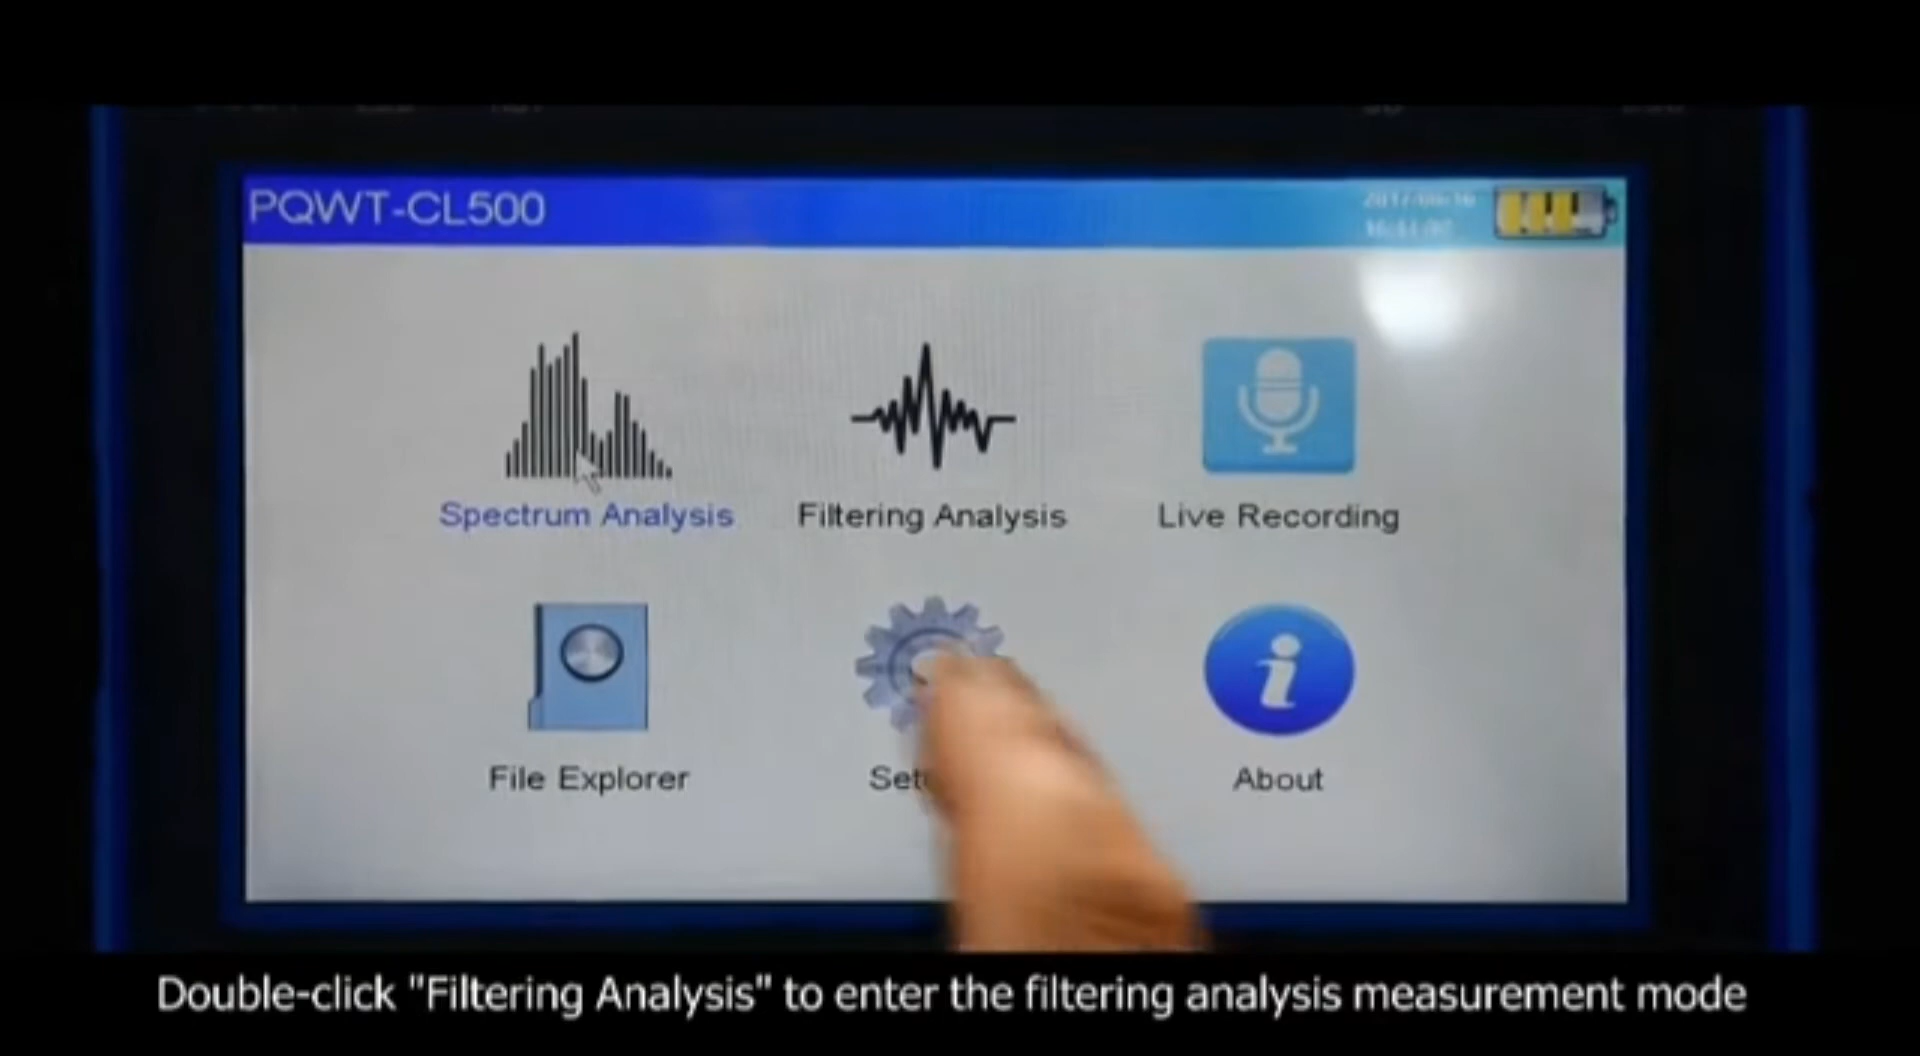 PQWT-CL500
Spectrum Analysis
Filtering Analysis
Live Recording
File Explorer
About
Double-click "Filtering Analysis" to enter the filtering analysis measurement mode